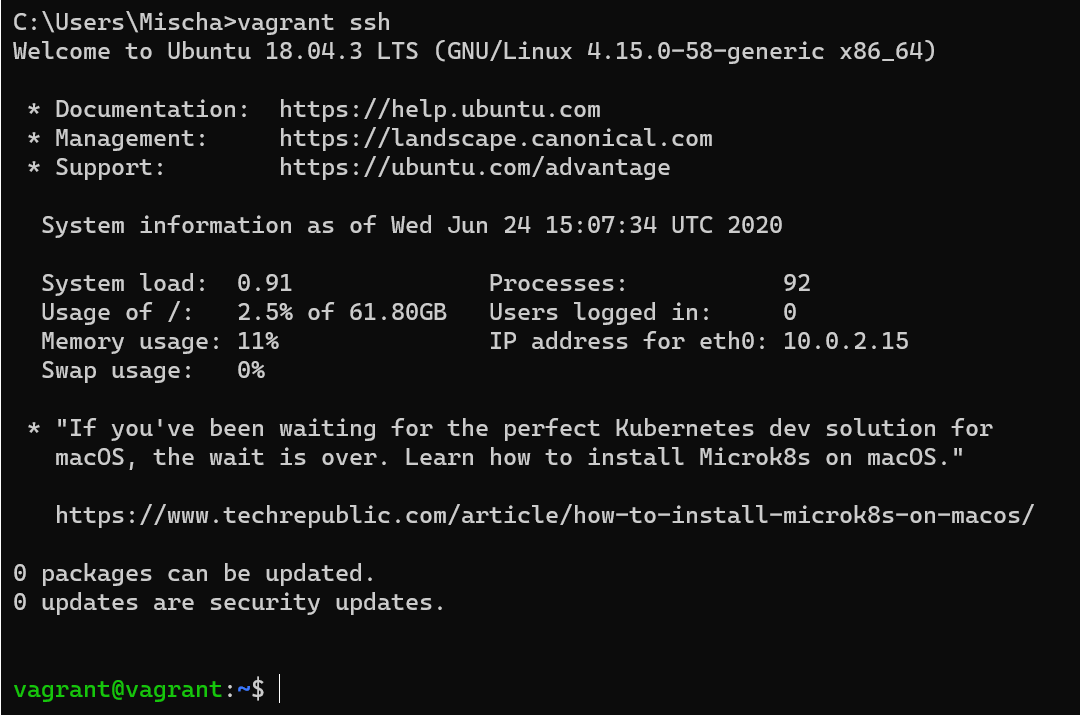 C:\Users\Mischa>vagrant ssh
Welcome to Ubuntu 18.04.3 LTS (GNU/Linux 4.15.0-58-generic x86_64)
* Documentation:  https://help.ubuntu.com
* Management:     https://landscape.canonical.com
* Support:        https://ubuntu.com/advantage
System information as of Wed Jun 24 15:07:34 UTC 2020
System load:  0.91              Processes:           92
Usage of /:   2.5% of 61.80GB   Users logged in:     0
Memory usage: 11%               IP address for eth0: 10.0.2.15
Swap usage:   0%
* "If you've been waiting for the perfect Kubernetes dev solution for
macOS, the wait is over. Learn how to install Microk8s on macOS."
https://www.techrepublic.com/article/how-to-install-microk8s-on-macos/
0 packages can be updated.
0 updates are security updates.
vagrant@vagrant:~$